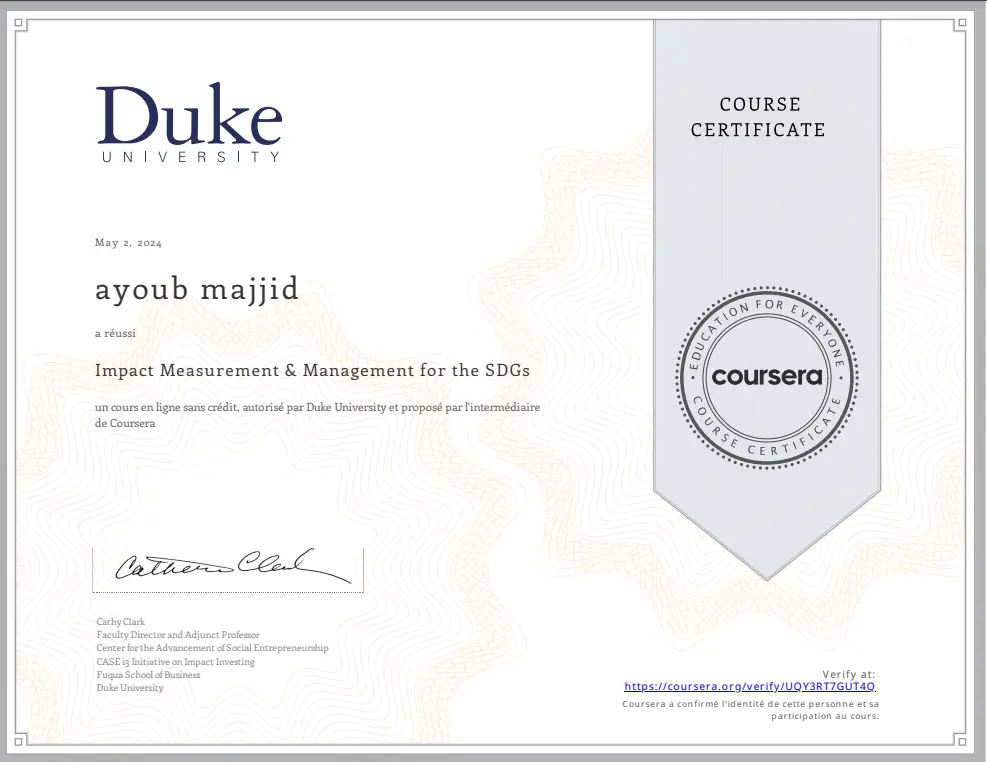 Duke
UNIVERSITY
COURSE
CERTIFICATE
May 2, 2024
ayoub majjid
a réussi
Impact Measurement & Management for the SDGs
un cours en ligne sans crédit, autorisé par Duke University et proposé par l'intermédiaire
de Coursera
EDUCATION FOR EVERYONE
coursera
COURSE CERTIFICATE
Catherine Clark
Cathy Clark
Faculty Director and Adjunct Professor
Center for the Advancement of Social Entrepreneurship
CASE i3 Initiative on Impact Investing
Fuqua School of Business
Duke University
Verify at:
https://coursera.org/verify/UQY3RT7GUT4Q
Coursera a confirmé l'identité de cette personne et sa
participation au cours.